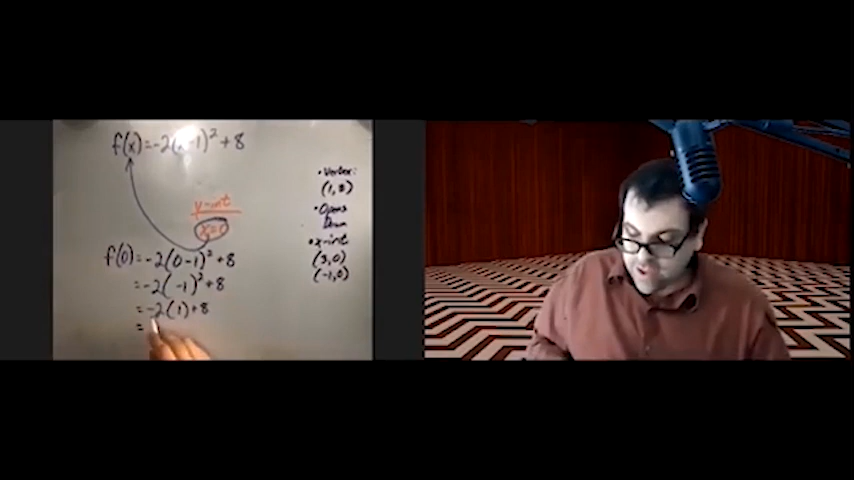 f(x)=-2(x-1)²+8
y-int
x=0
f(0)=-2(0-1)²+8
=-2(-1)²+8
=-2(1)+8
=
• Vertex:
(1,8)
• Opens
Down
• x-int
(3,0)
(-1,0)